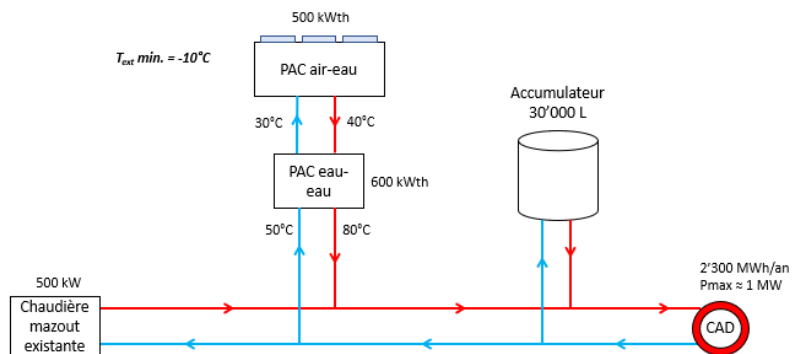 500 kWth
T_ext min. = -10°C
PAC air-eau
30°C
40°C
PAC eau-
eau
600 kWth
50°C
80°C
Accumulateur
30’000 L
500 kW
Chaudière
mazout
existante
2’300 MWh/an
Pmax ≈ 1 MW
CAD